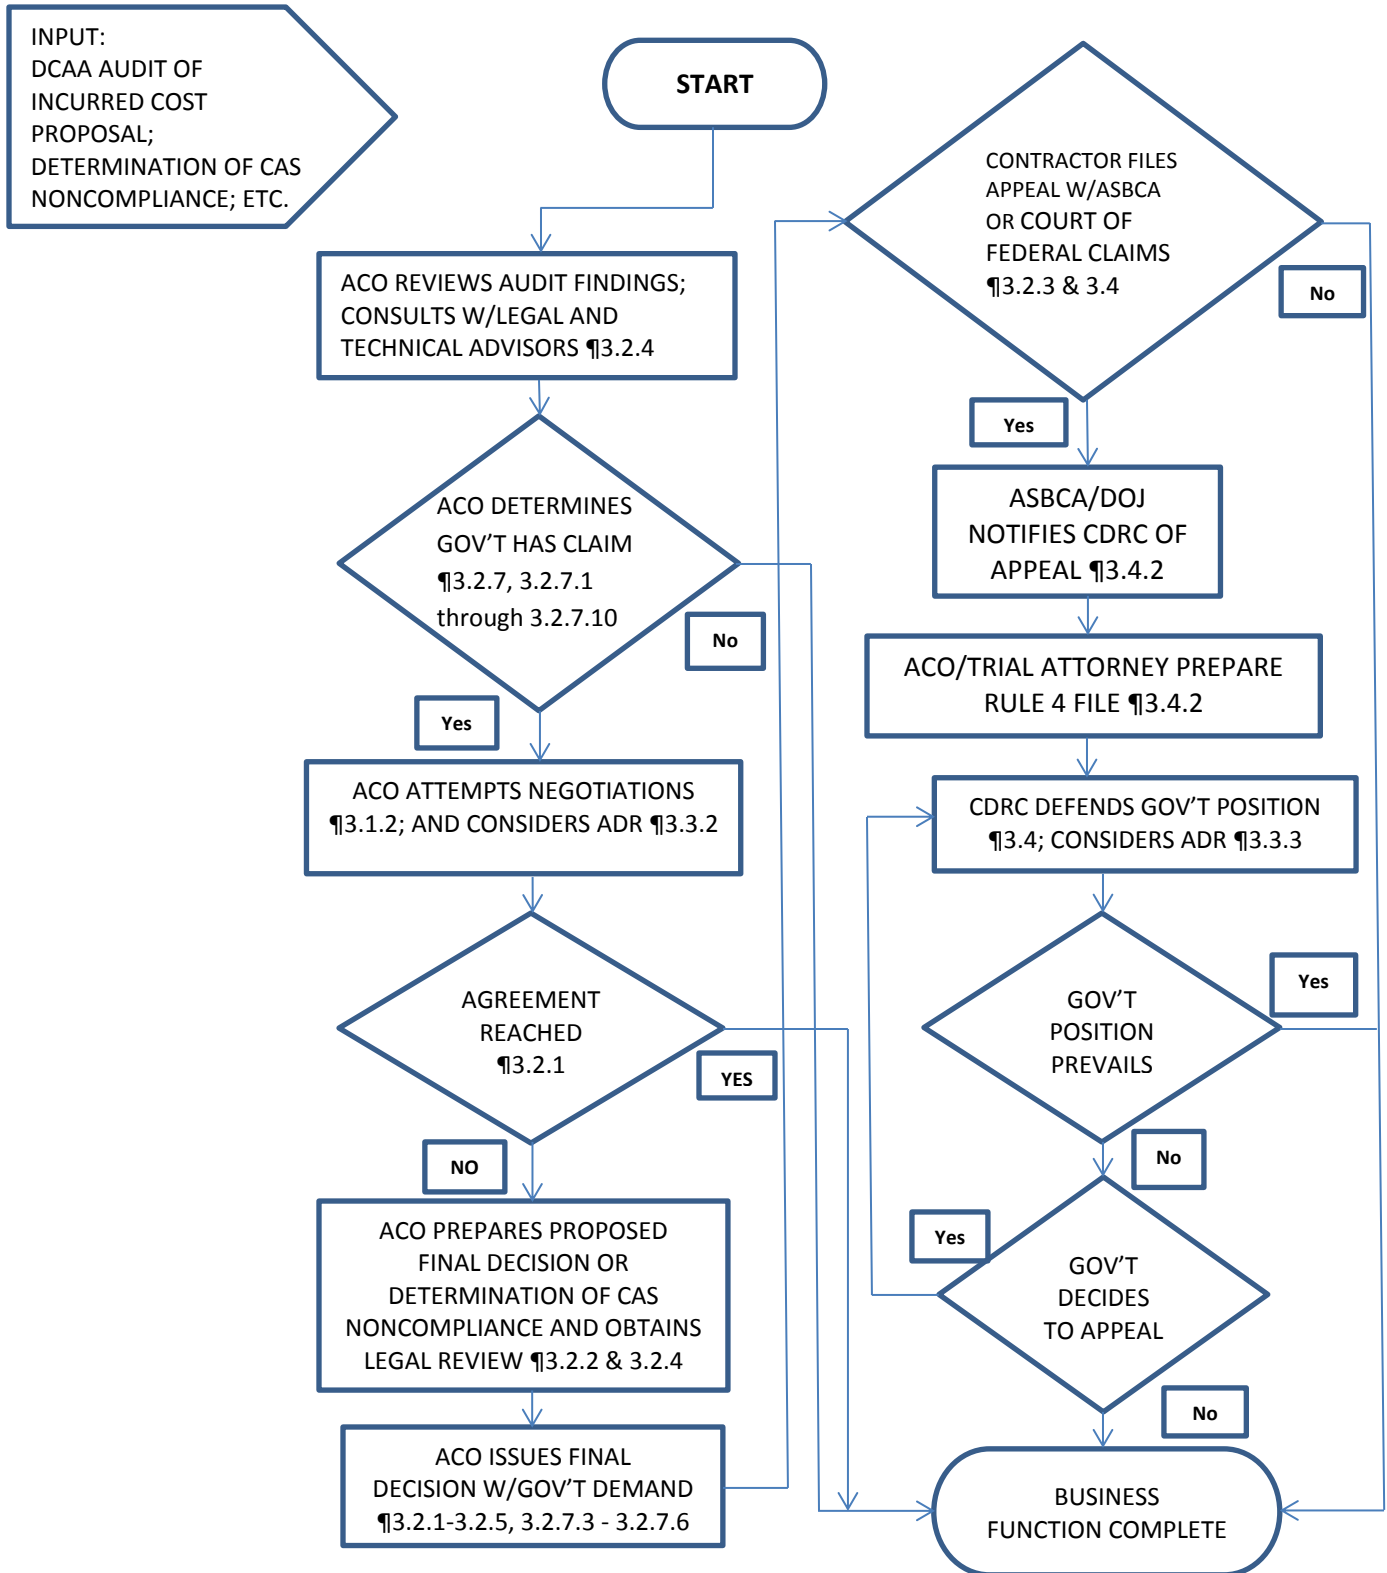 INPUT:
DCAA AUDIT OF
INCURRED COST
PROPOSAL;
DETERMINATION OF CAS
NONCOMPLIANCE; ETC.
START
ACO REVIEWS AUDIT FINDINGS;
CONSULTS W/LEGAL AND
TECHNICAL ADVISORS ¶3.2.4
ACO DETERMINES
GOV’T HAS CLAIM
¶3.2.7, 3.2.7.1
through 3.2.7.10
No
Yes
ACO ATTEMPTS NEGOTIATIONS
¶3.1.2; AND CONSIDERS ADR ¶3.3.2
AGREEMENT
REACHED
¶3.2.1
YES
NO
ACO PREPARES PROPOSED
FINAL DECISION OR
DETERMINATION OF CAS
NONCOMPLIANCE AND OBTAINS
LEGAL REVIEW ¶3.2.2 & 3.2.4
ACO ISSUES FINAL
DECISION W/GOV’T DEMAND
¶3.2.1-3.2.5, 3.2.7.3 - 3.2.7.6
CONTRACTOR FILES
APPEAL W/ASBCA
OR COURT OF
FEDERAL CLAIMS
¶3.2.3 & 3.4
No
Yes
ASBCA/DOJ
NOTIFIES CDRC OF
APPEAL ¶3.4.2
ACO/TRIAL ATTORNEY PREPARE
RULE 4 FILE ¶3.4.2
CDRC DEFENDS GOV’T POSITION
¶3.4; CONSIDERS ADR ¶3.3.3
GOV’T
POSITION
PREVAILS
Yes
No
GOV’T
DECIDES
TO APPEAL
Yes
No
BUSINESS
FUNCTION COMPLETE